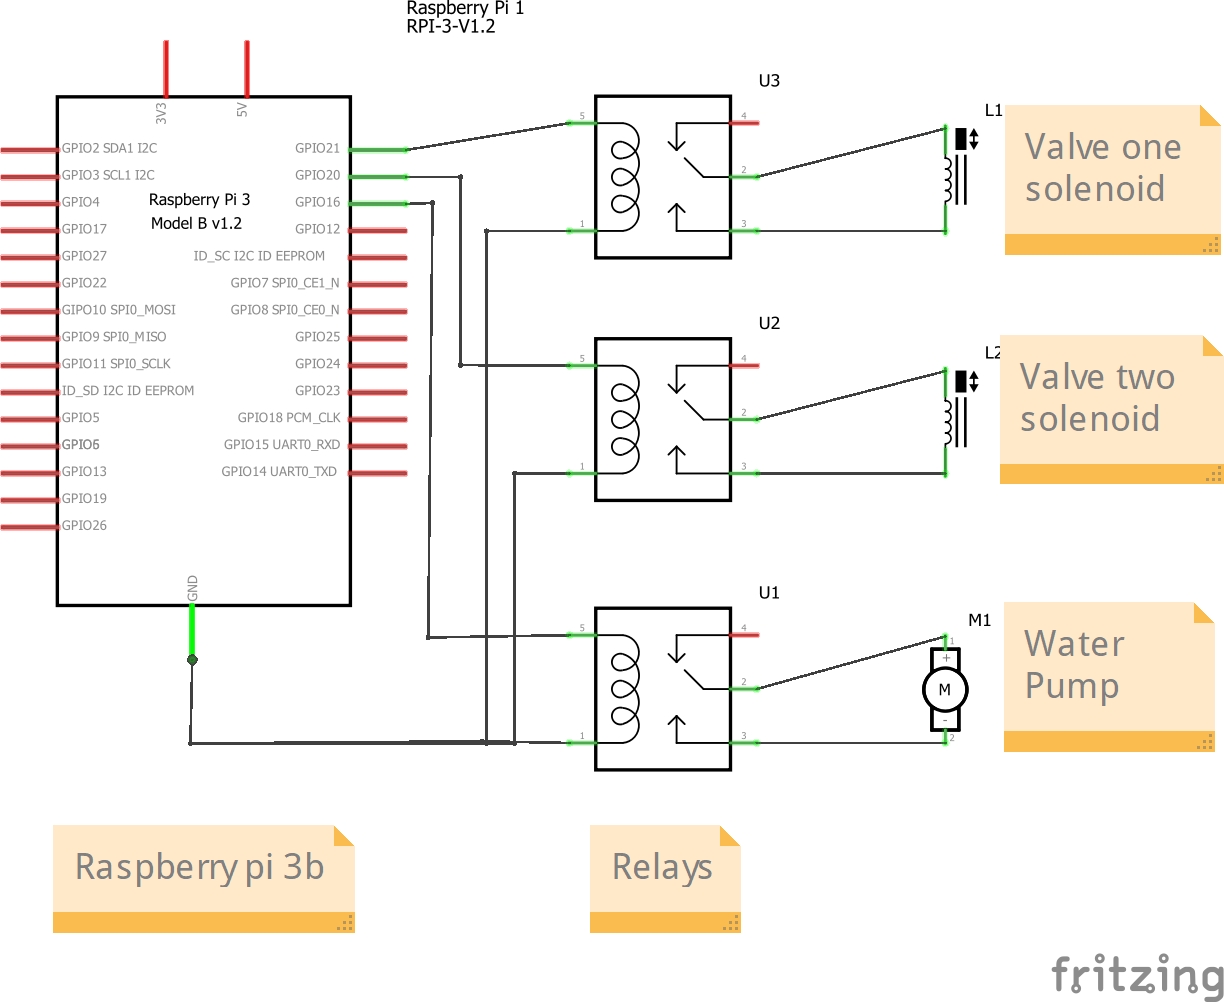 Raspberry Pi 1
RPI-3-V1.2
3V3
5V
GPIO2 SDA1 I2C
GPIO3 SCL1 I2C
GPIO4
GPIO17
GPIO27
GPIO22
GIPO10 SPI0_MOSI
GPIO9 SPI0_MISO
GPIO11 SPI0_SCLK
ID_SD I2C ID EEPROM
GPIO5
GPIO6
GPIO13
GPIO19
GPIO26
Raspberry Pi 3
Model B v1.2
GPIO21
GPIO20
GPIO16
GPIO12
ID_SC I2C ID EEPROM
GPIO7 SPI0_CE1_N
GPIO8 SPI0_CE0_N
GPIO25
GPIO24
GPIO23
GPIO18 PCM_CLK
GPIO15 UART0_RXD
GPIO14 UART0_TXD
GND
U3
5
4
2
1
3
L1
Valve one
solenoid
U2
5
4
2
1
3
L2
Valve two
solenoid
U1
5
4
2
1
3
M1
1
+
M
-
2
Water
Pump
Raspberry pi 3b
Relays
fritzing